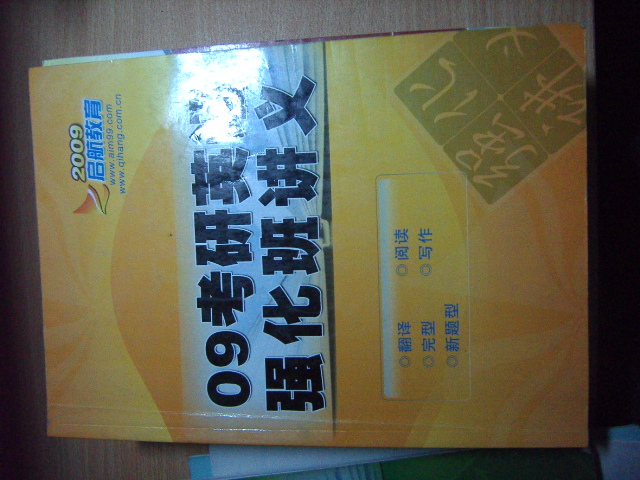 2009
启航教育
www.aim99.com
www.qihang.com.cn
09考研英语
强化班讲义
◎翻译 ◎阅读
◎完型 ◎写作
◎新题型